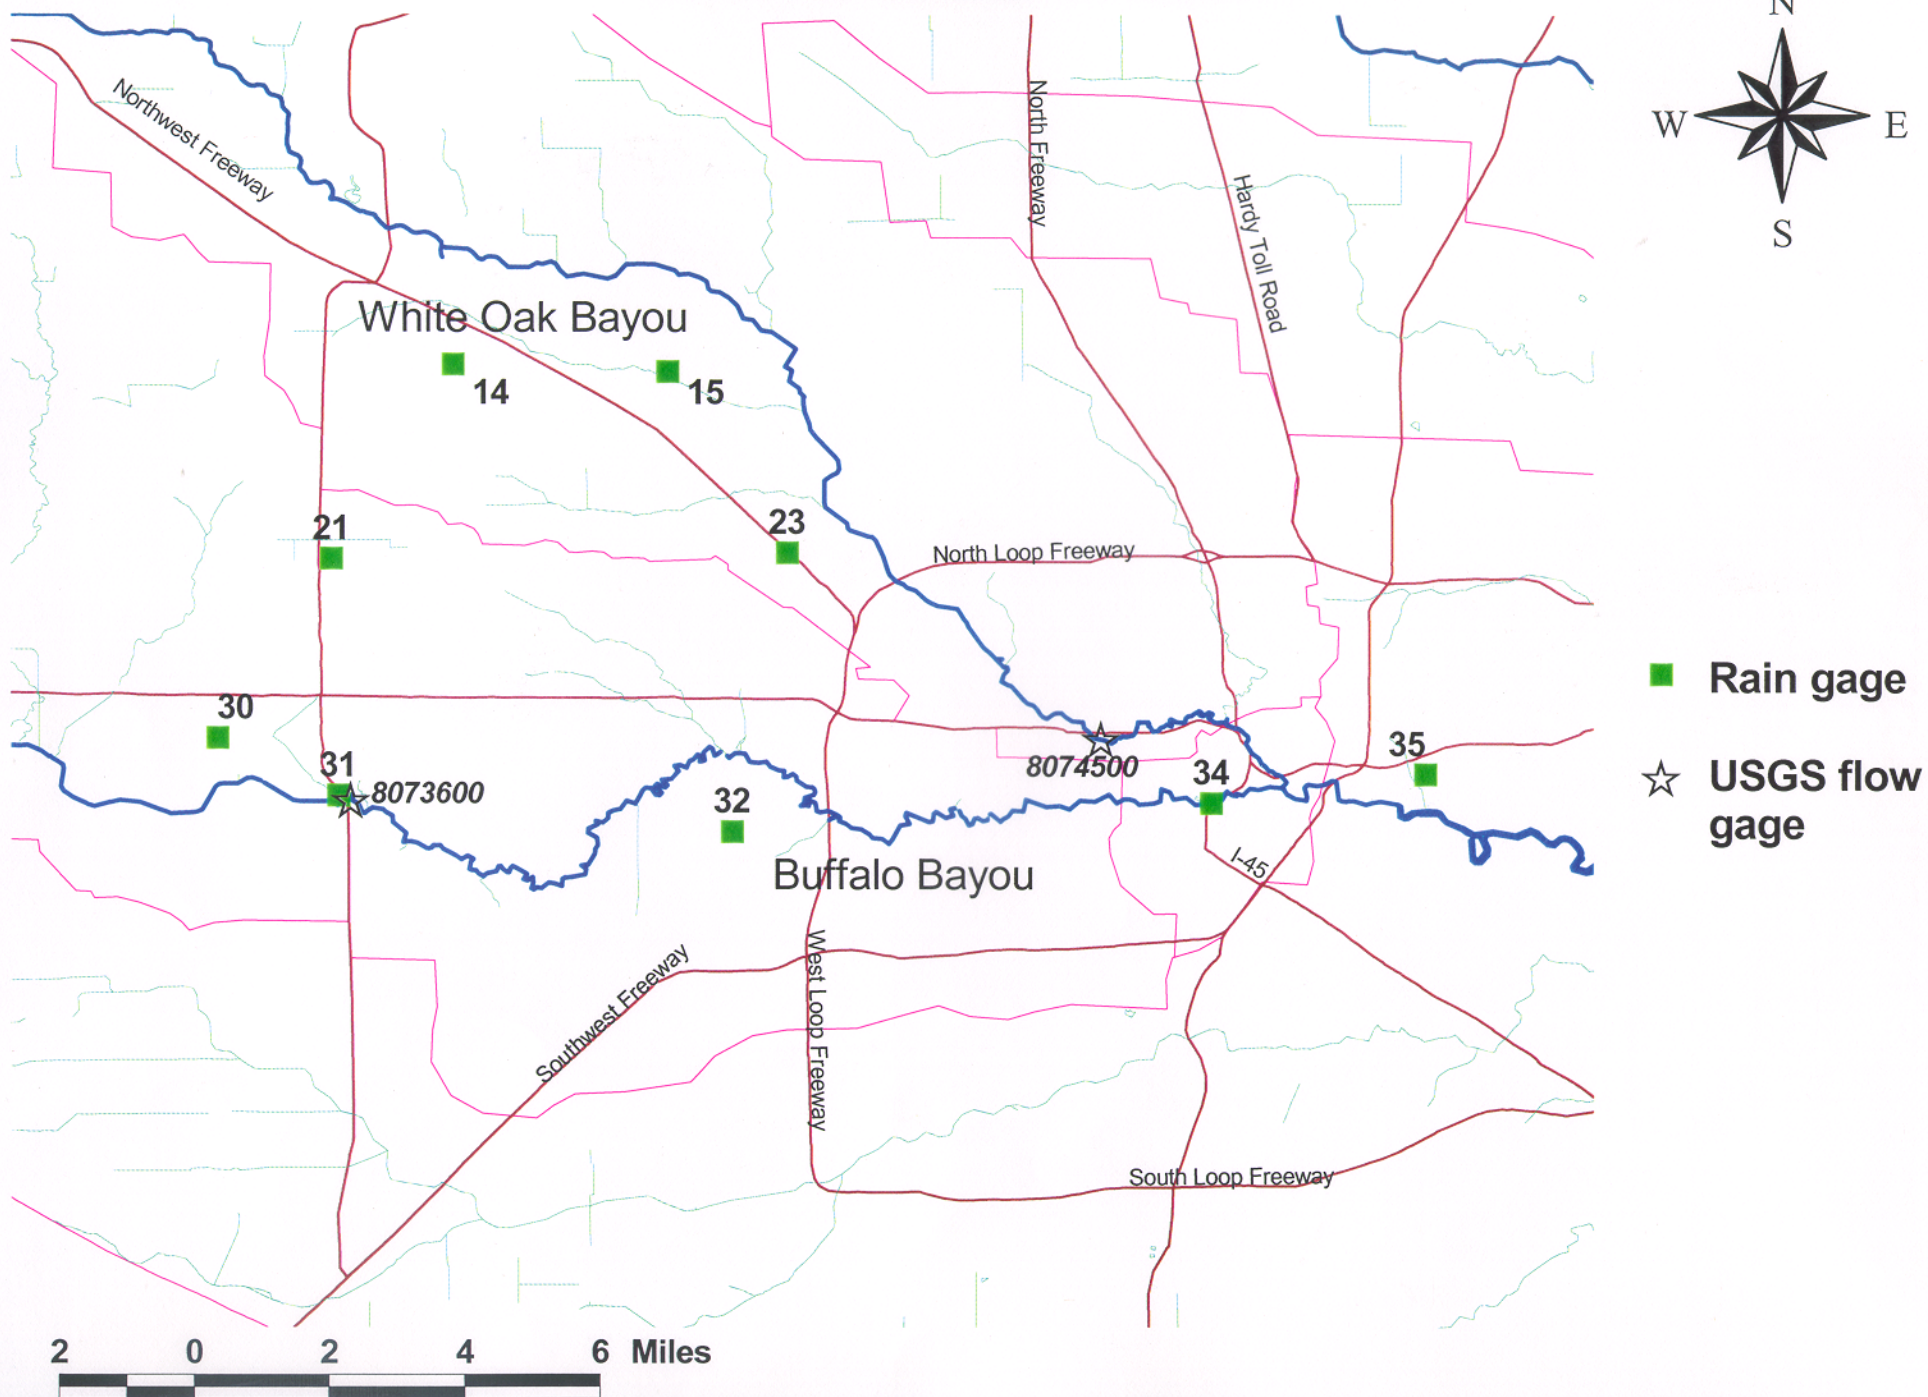 N
W
E
S
Northwest Freeway
North Freeway
Hardy Toll Road
White Oak Bayou
14
15
21
23
North Loop Freeway
30
31
8073600
32
8074500
34
35
Buffalo Bayou
I-45
Southwest Freeway
West Loop Freeway
South Loop Freeway
Rain gage
USGS flow
gage
2 0 2 4 6 Miles